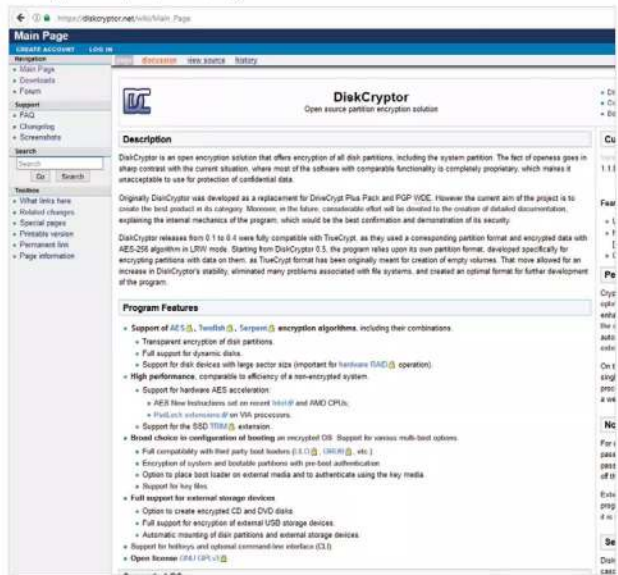 https://diskcryptor.net/wiki/Main_Page
Main Page
CREATE ACCOUNT LOG IN
Navigation
Main Page
Downloads
Forum
Support
FAQ
Changelog
Screenshots
Search
Search
Go Search
Toolbox
What links here
Related changes
Special pages
Printable version
Permanent link
Page information
discussion view source history
DiskCryptor
Open source partition encryption solution
Description
DiskCryptor is an open encryption solution that offers encryption of all disk partitions, including the system partition. The fact of openess goes in
sharp contrast with the current situation, where most of the software with comparable functionality is completely proprietary, which makes it
unacceptable to use for protection of confidential data.
Originally DiskCryptor was developed as a replacement for DriveCrypt Plus Pack and PGP WDE. However the current aim of the project is to
create the best product in its category. Moreover, in the future, considerable effort will be devoted to the creation of detailed documentation,
explaining the internal mechanics of the program, which would be the best confirmation and demonstration of its security.
DiskCryptor releases from 0.1 to 0.4 were fully compatible with TrueCrypt, as they used a corresponding partition format and encrypted data with
AES-256 algorithm in LRW mode. Starting from DiskCryptor 0.5, the program relies upon its own partition format, developed specifically for
encrypting partitions with data on them, as TrueCrypt format has been originally meant for creation of empty volumes. That move allowed for an
increase in DiskCryptor's stability, eliminated many problems associated with file systems, and created an optimal format for further development
of the program.
Program Features
Support of AES, Twofish, Serpent encryption algorithms, including their combinations.
Transparent encryption of disk partitions.
Full support for dynamic disks.
Support for disk devices with large sector size (important for hardware RAID operation).
High performance, comparable to efficiency of a non-encrypted system.
Support for hardware AES acceleration:
AES New Instructions set on recent Intel and AMD CPUs;
PadLock extensions on VIA processors.
Support for the SSD TRIM extension.
Broad choice in configuration of booting an encrypted OS. Support for various multi-boot options.
Full compatibility with third party boot loaders (LILO, GRUB, etc.)
Encryption of system and bootable partitions with pre-boot authentication
Option to place boot loader on external media and to authenticate using the key media.
Support for key files.
Full support for external storage devices
Option to create encrypted CD and DVD disks.
Full support for encryption of external USB storage devices.
Automatic mounting of disk partitions and external storage devices.
Support for hotkeys and optional command-line interface (CLI)
Open license GNU GPLv3